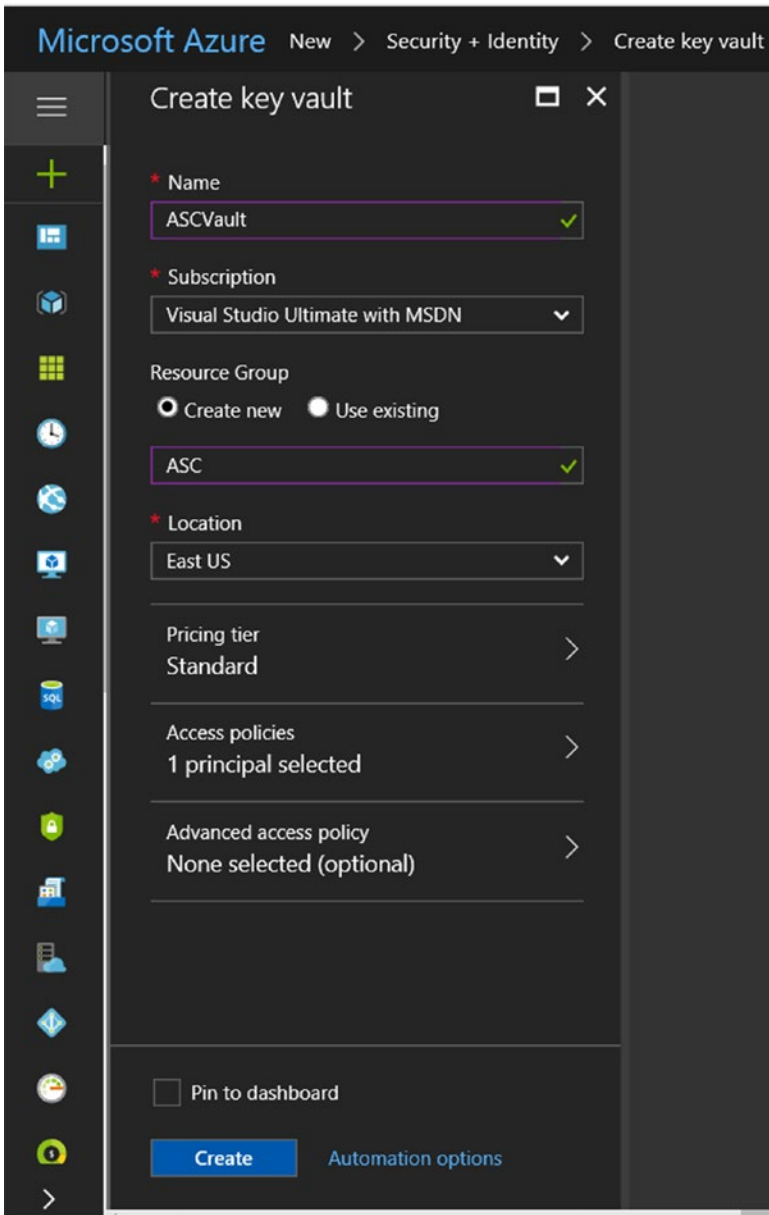 Microsoft Azure New > Security + Identity > Create key vault
Create key vault
* Name
ASCVault
* Subscription
Visual Studio Ultimate with MSDN
Resource Group
Create new Use existing
ASC
* Location
East US
Pricing tier
Standard
Access policies
1 principal selected
Advanced access policy
None selected (optional)
SQL
Pin to dashboard
Create Automation options